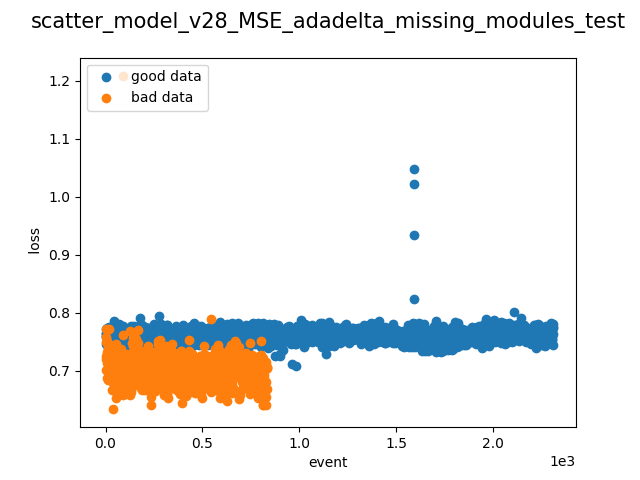 scatter_model_v28_MSE_adadelta_missing_modules_test
good data
bad data
1.2
1.1
1.0
0.9
0.8
0.7
loss
0.0 0.5 1.0 1.5 2.0
1e3
event